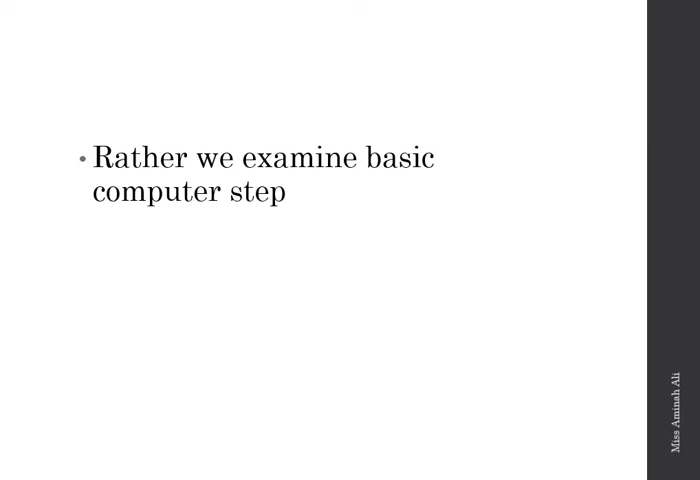 • Rather we examine basic
computer step
Miss Aminah Ali